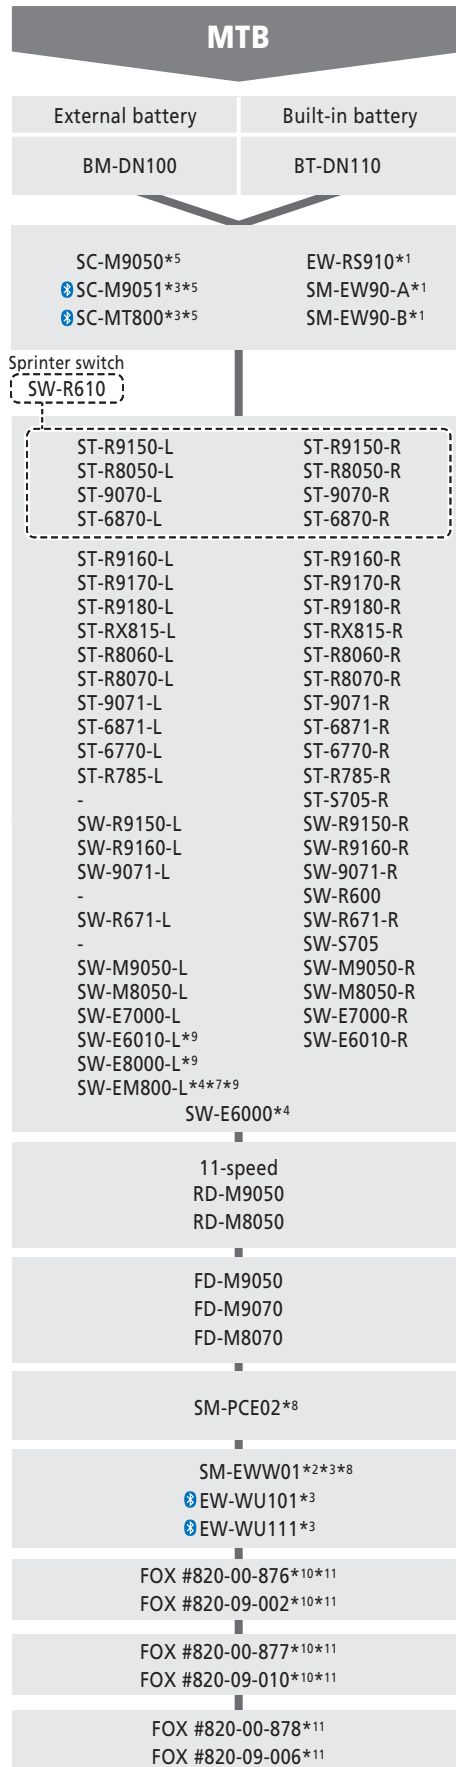 MTB
External battery Built-in battery
BM-DN100 BT-DN110
SC-M9050*5 EW-RS910*1
SC-M9051*3*5 SM-EW90-A*1
SC-MT800*3*5 SM-EW90-B*1
Sprinter switch
SW-R610
ST-R9150-L ST-R9150-R
ST-R8050-L ST-R8050-R
ST-9070-L ST-9070-R
ST-6870-L ST-6870-R
ST-R9160-L ST-R9160-R
ST-R9170-L ST-R9170-R
ST-R9180-L ST-R9180-R
ST-RX815-L ST-RX815-R
ST-R8060-L ST-R8060-R
ST-R8070-L ST-R8070-R
ST-9071-L ST-9071-R
ST-6871-L ST-6871-R
ST-6770-L ST-6770-R
ST-R785-L ST-R785-R
- ST-S705-R
SW-R9150-L SW-R9150-R
SW-R9160-L SW-R9160-R
SW-9071-L SW-9071-R
- SW-R600
SW-R671-L SW-R671-R
- SW-S705
SW-M9050-L SW-M9050-R
SW-M8050-L SW-M8050-R
SW-E7000-L SW-E7000-R
SW-E6010-L*9 SW-E6010-R
SW-E8000-L*9
SW-EM800-L*4*7*9
SW-E6000*4
11-speed
RD-M9050
RD-M8050
FD-M9050
FD-M9070
FD-M8070
SM-PCE02*8
SM-EWW01*2*3*8
EW-WU101*3
EW-WU111*3
FOX #820-00-876*10*11
FOX #820-09-002*10*11
FOX #820-00-877*10*11
FOX #820-09-010*10*11
FOX #820-00-878*11
FOX #820-09-006*11